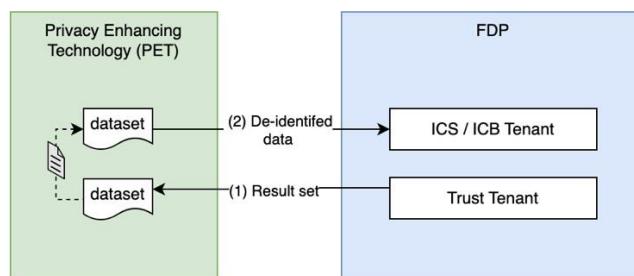 Privacy Enhancing
Technology (PET)
FDP
dataset
(2) De-identifed
data
ICS / ICB Tenant
dataset
(1) Result set
Trust Tenant